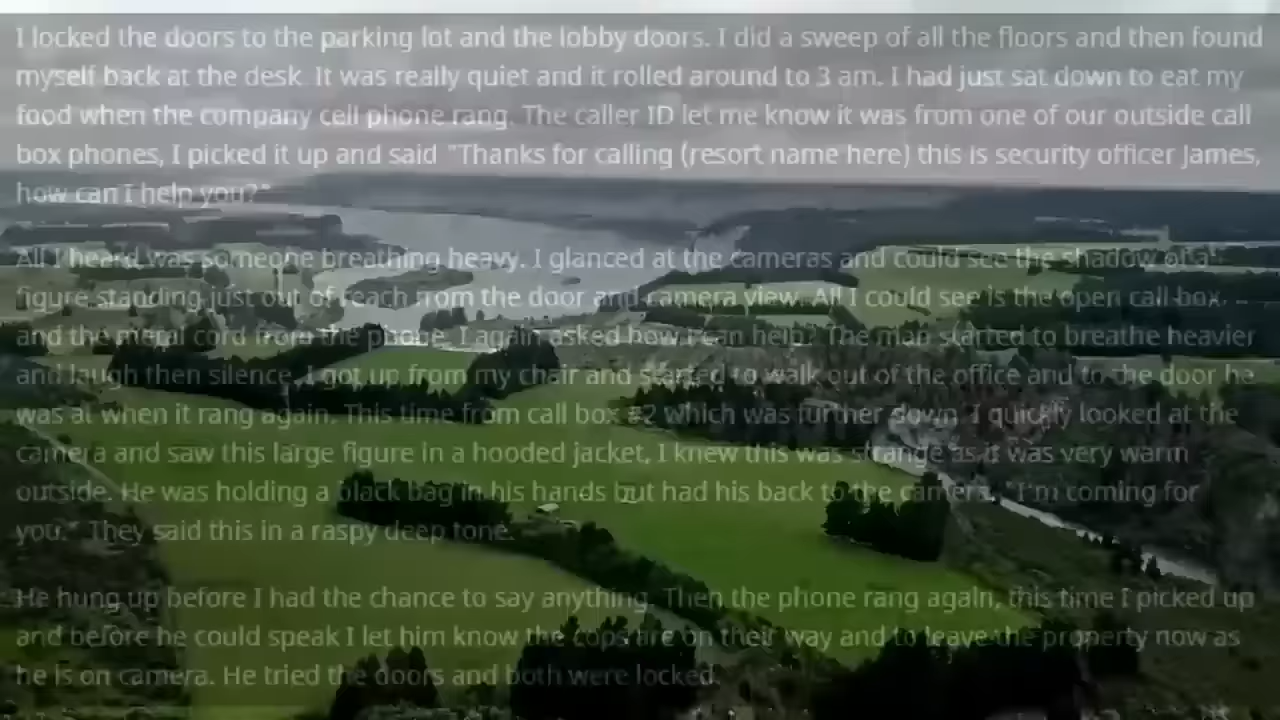 I locked the doors to the parking lot and the lobby doors. I did a sweep of all the floors and then found
myself back at the desk. It was really quiet and it rolled around to 3 am. I had just sat down to eat my
food when the company cell phone rang. The caller ID let me know it was from one of our outside call
box phones, I picked it up and said "Thanks for calling (resort name here) this is security officer James,
how can I help you?"
All I heard was someone breathing heavy. I glanced at the cameras and could see the shadow of a
figure standing just out of reach from the door and camera view. All I could see is the open call box
and the metal cord from the phone. I again asked how I can help. The man started to breathe heavier
and laugh then silence. I got up from my chair and started to walk out of the office and to the door he
was at when it rang again. This time from call box #2 which was further down. I quickly looked at the
camera and saw this large figure in a hooded jacket, I knew this was strange as it was very warm
outside. He was holding a black bag in his hands but had his back to the camera. "I'm coming for
you." They said this in a raspy deep tone.
He hung up before I had the chance to say anything. Then the phone rang again, this time I picked up
and before he could speak I let him know the cops are on their way and to leave the property now as
he is on camera. He tried the doors and both were locked.